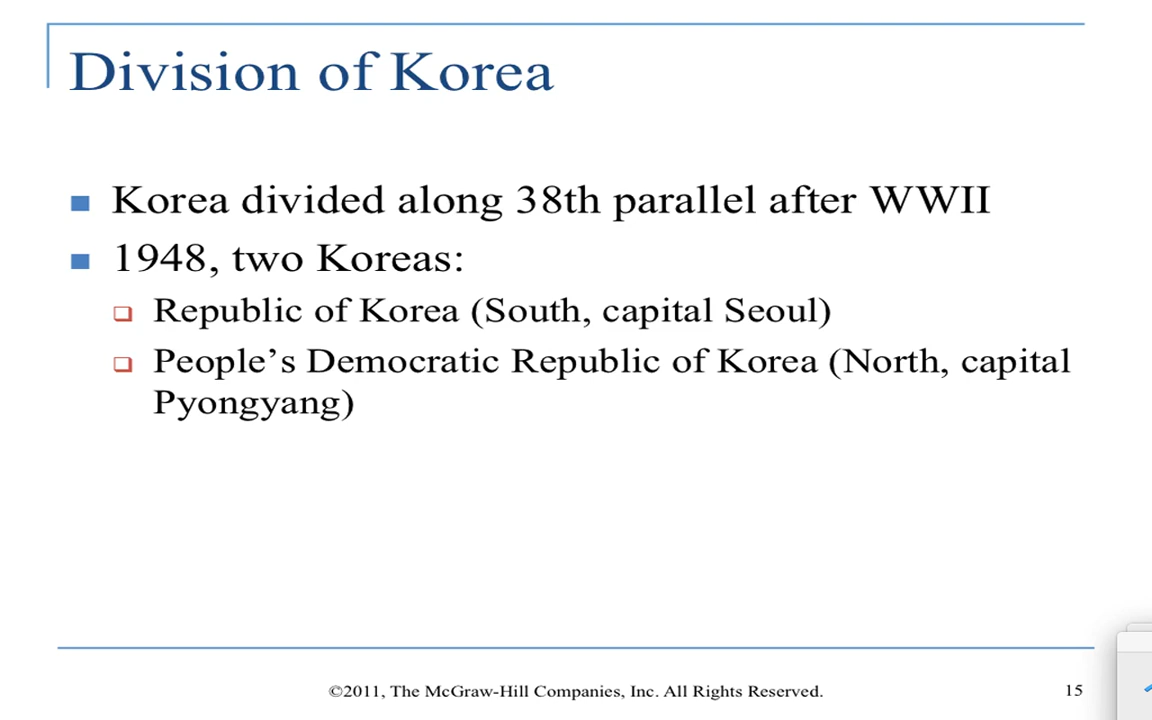 Division of Korea
Korea divided along 38th parallel after WWII
1948, two Koreas:
Republic of Korea (South, capital Seoul)
People’s Democratic Republic of Korea (North, capital
Pyongyang)
©2011, The McGraw-Hill Companies, Inc. All Rights Reserved.
15